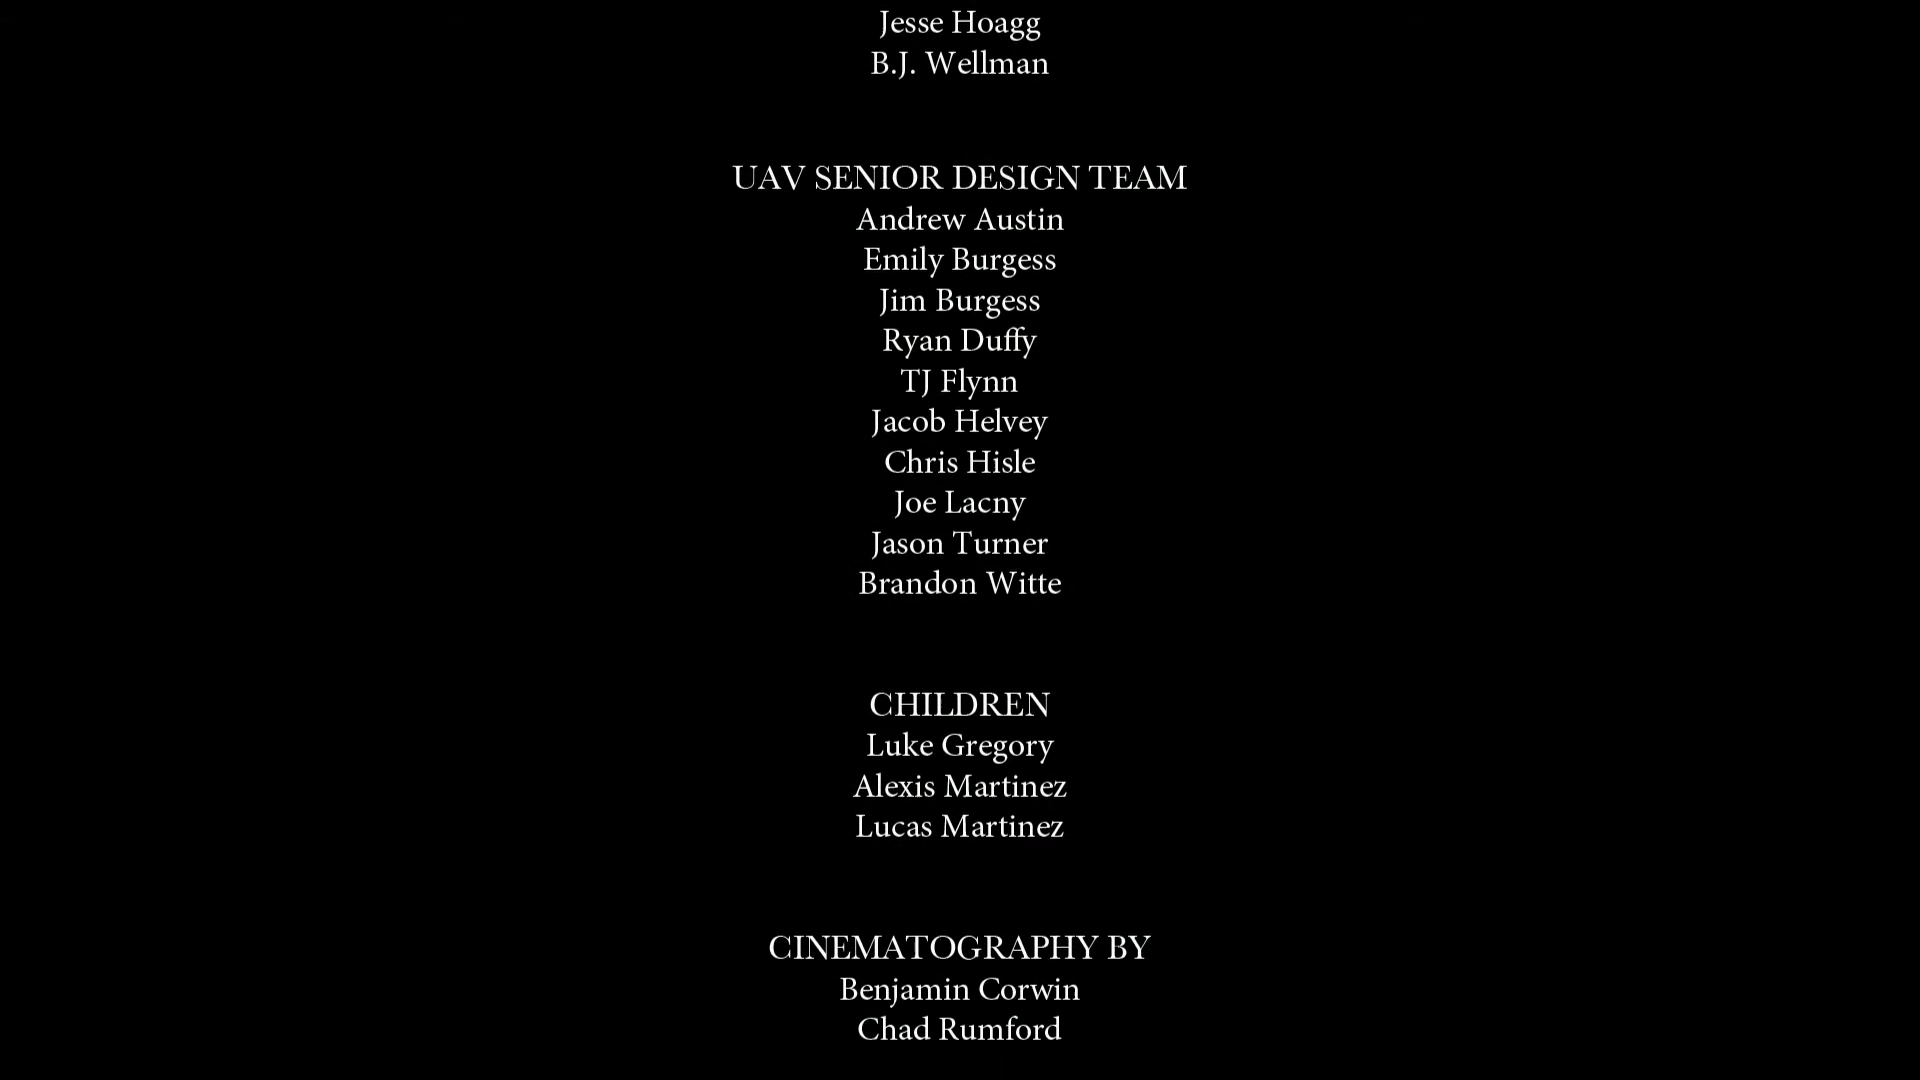 Jesse Hoagg
B.J. Wellman
UAV SENIOR DESIGN TEAM
Andrew Austin
Emily Burgess
Jim Burgess
Ryan Duffy
TJ Flynn
Jacob Helvey
Chris Hisle
Joe Lacny
Jason Turner
Brandon Witte
CHILDREN
Luke Gregory
Alexis Martinez
Lucas Martinez
CINEMATOGRAPHY BY
Benjamin Corwin
Chad Rumford